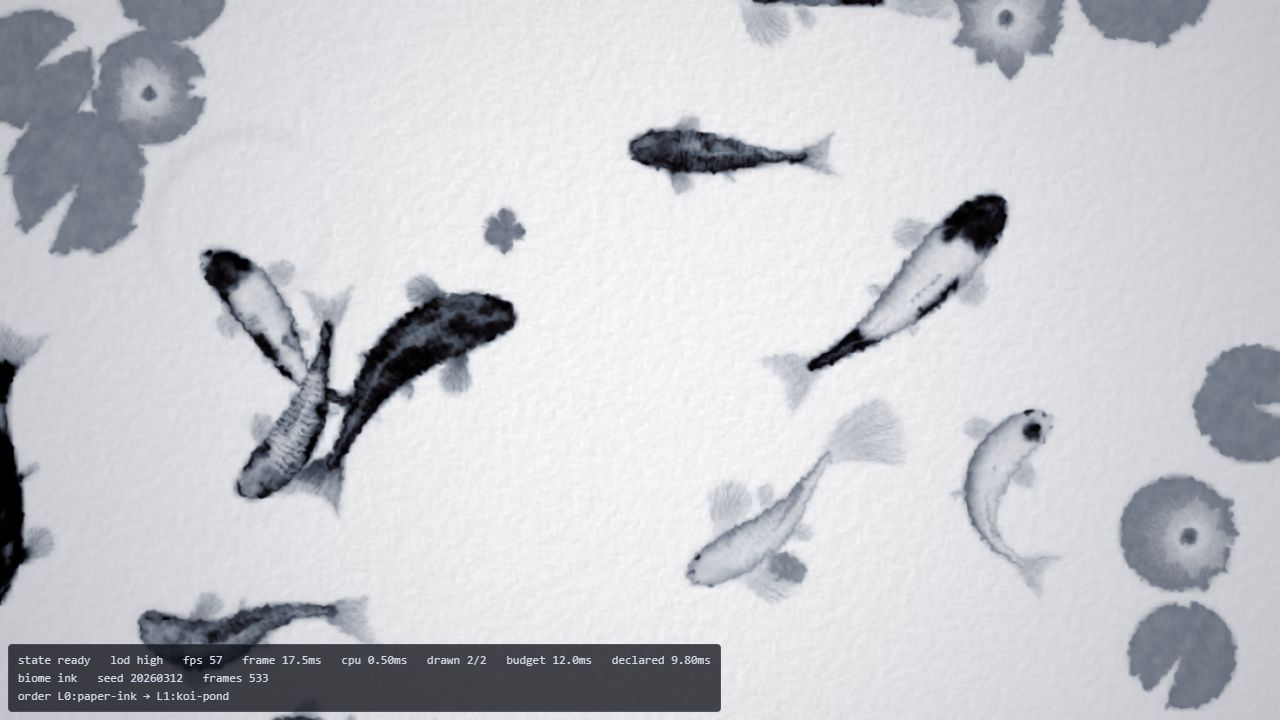 state ready lod high fps 57 frame 17.5ms cpu 0.50ms drawn 2/2 budget 12.0ms declared 9.80ms
biome ink seed 20260312 frames 533
order L0:paper-ink → L1:koi-pond